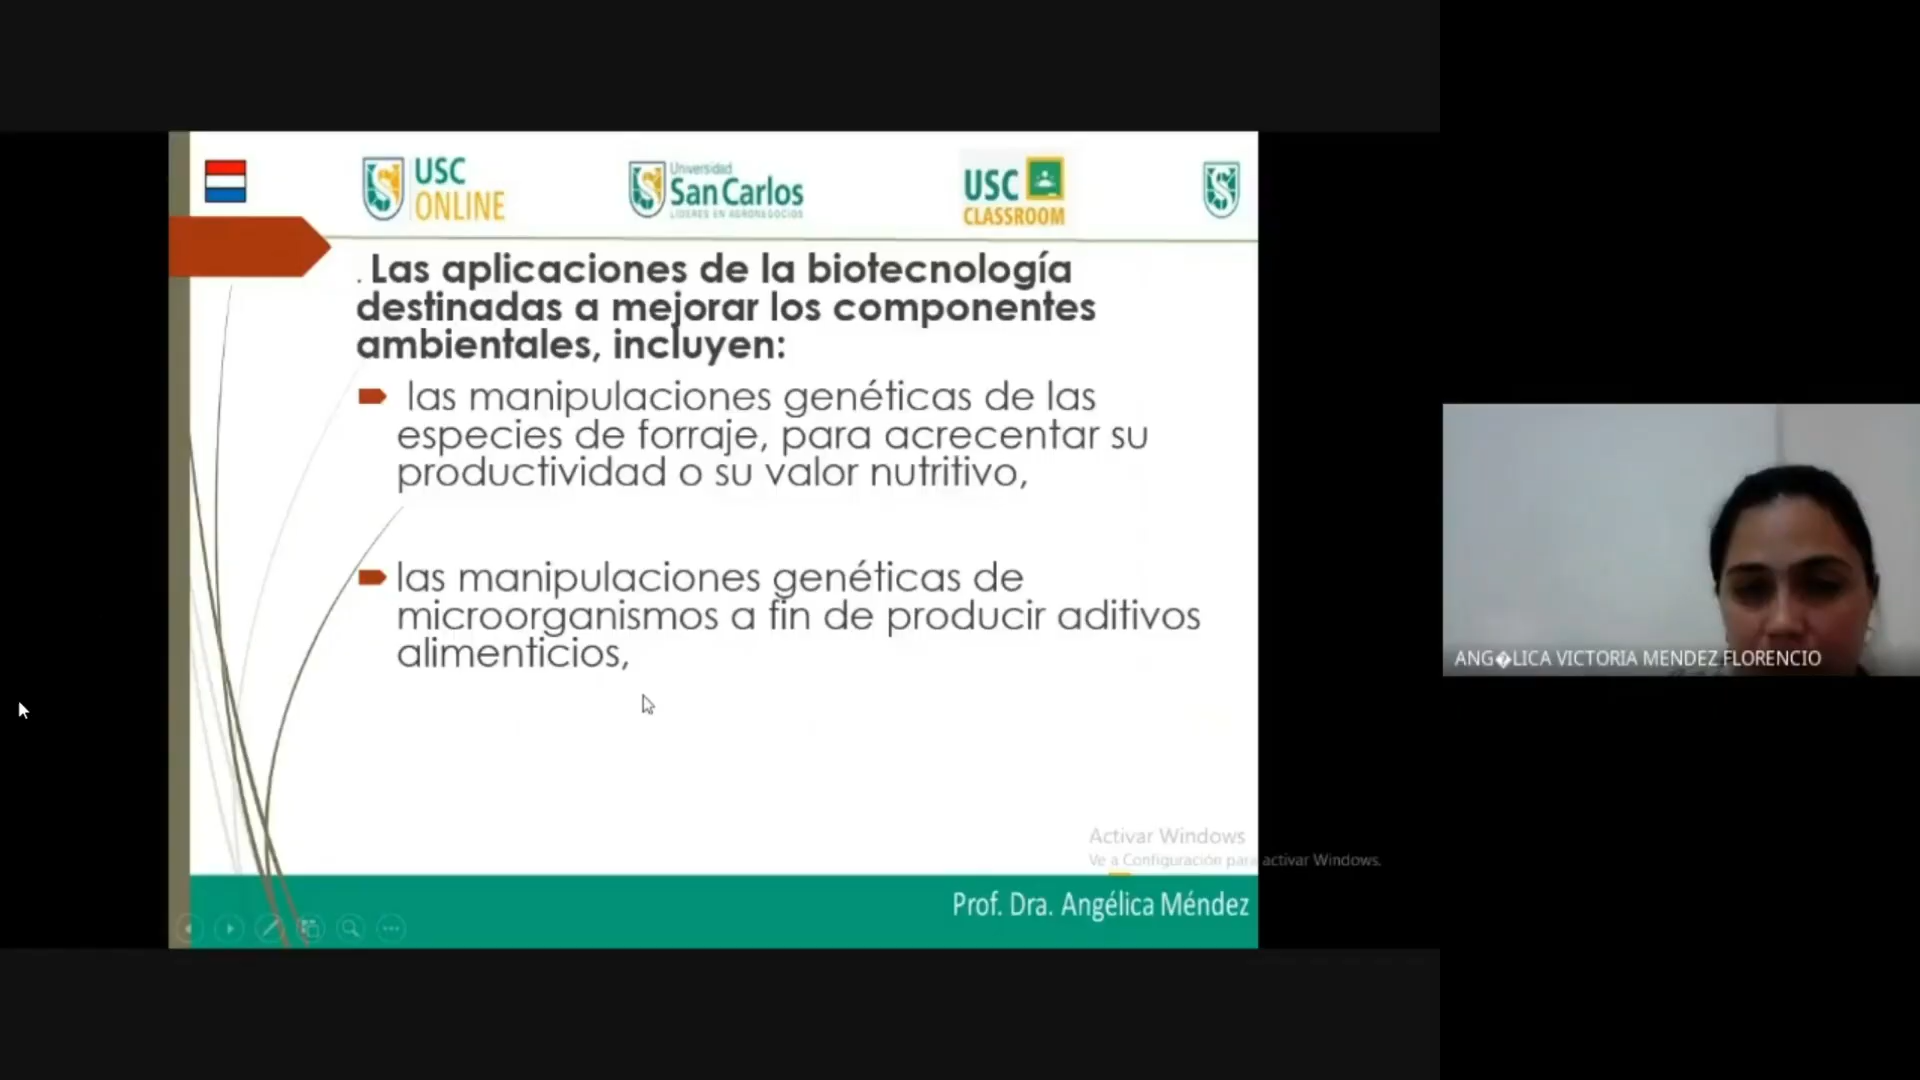 USC
ONLINE
Universidad
San Carlos
LÍDERES EN AGRONEGOCIOS
USC
CLASSROOM
. Las aplicaciones de la biotecnología
destinadas a mejorar los componentes
ambientales, incluyen:
las manipulaciones genéticas de las
especies de forraje, para acrecentar su
productividad o su valor nutritivo,
las manipulaciones genéticas de
microorganismos a fin de producir aditivos
alimenticios,
ANG�LICA VICTORIA MENDEZ FLORENCIO
Activar Windows
Ve a Configuración para activar Windows.
Prof. Dra. Angélica Méndez